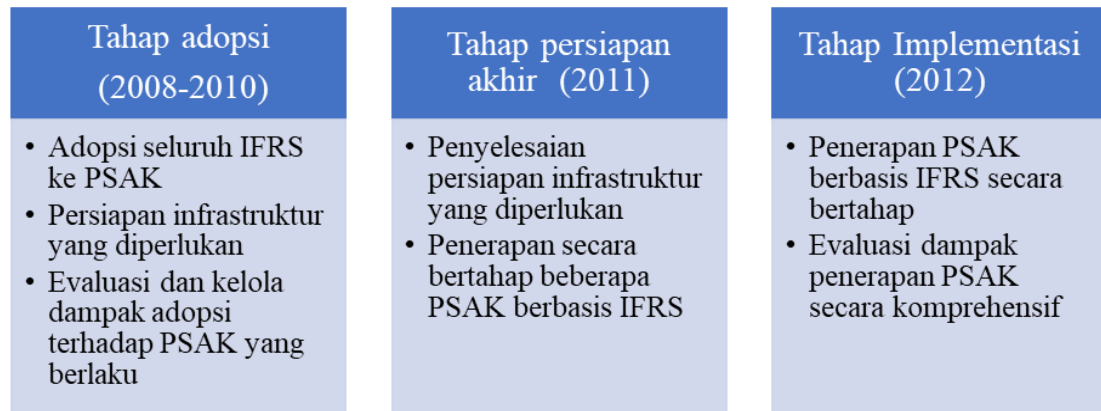 Tahap adopsi
(2008-2010)
• Adopsi seluruh IFRS
ke PSAK
• Persiapan infrastruktur
yang diperlukan
• Evaluasi dan kelola
dampak adopsi
terhadap PSAK yang
berlaku
Tahap persiapan
akhir (2011)
• Penyelesaian
persiapan infrastruktur
yang diperlukan
• Penerapan secara
bertahap beberapa
PSAK berbasis IFRS
Tahap Implementasi
(2012)
• Penerapan PSAK
berbasis IFRS secara
bertahap
• Evaluasi dampak
penerapan PSAK
secara komprehensif